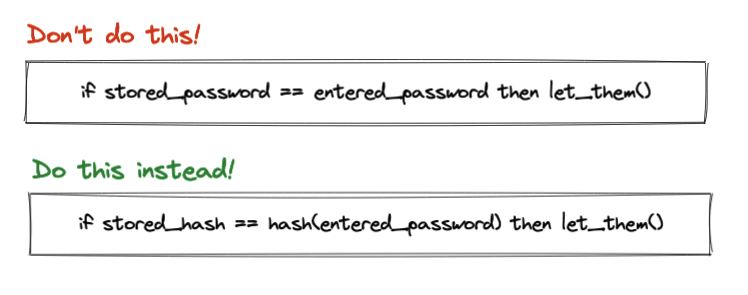 Don't do this!
if stored_password == entered_password then let_them()
Do this instead!
if stored_hash == hash(entered_password) then let_them()